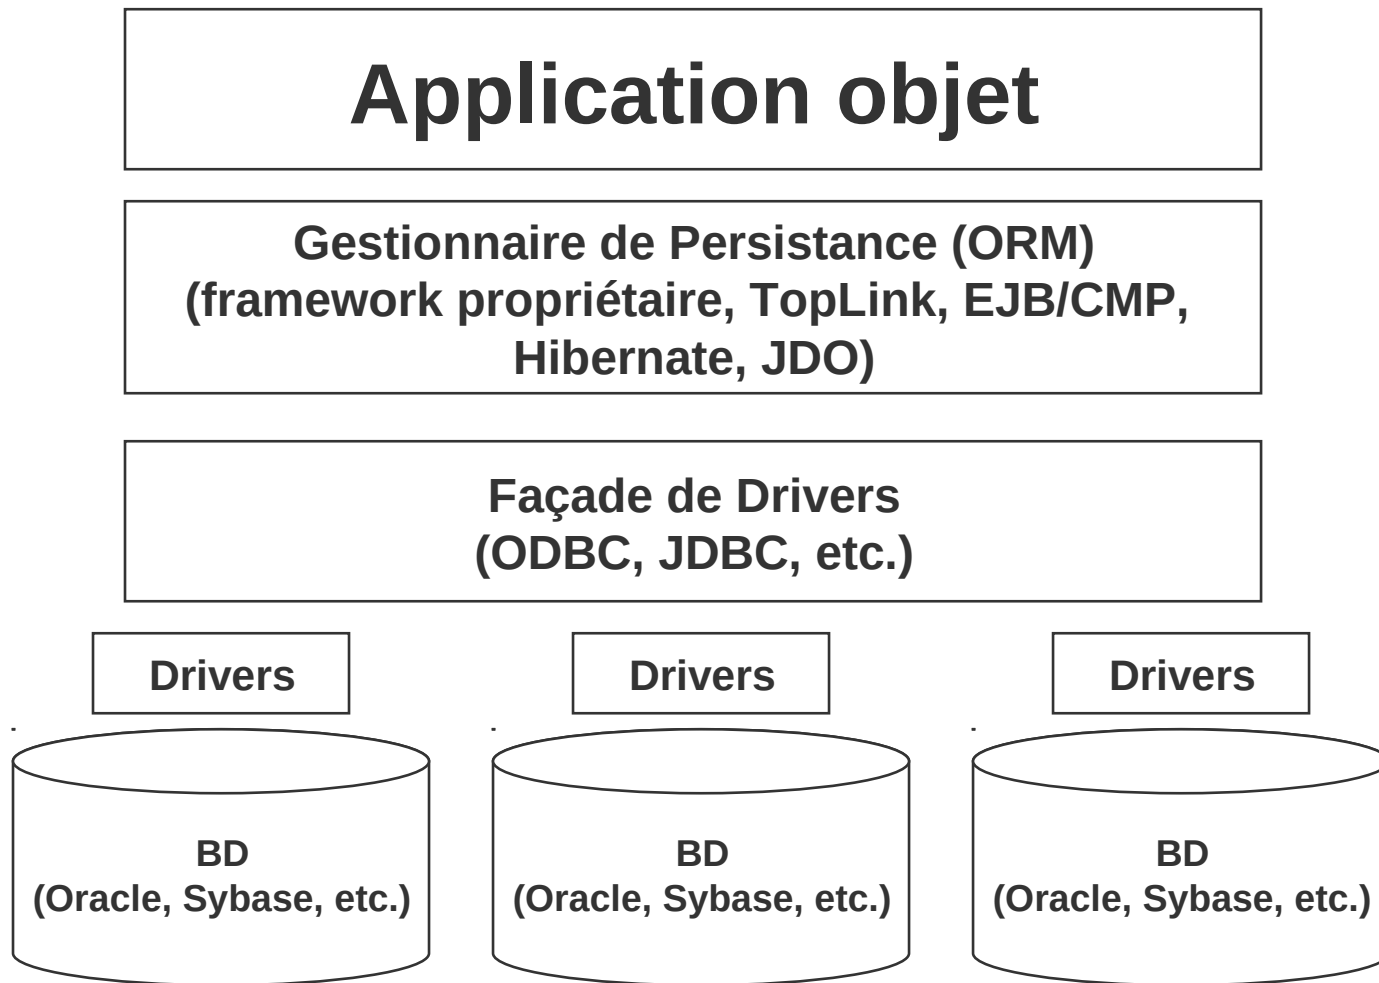 Application objet
Gestionnaire de Persistance (ORM)
(framework propriétaire, TopLink, EJB/CMP,
Hibernate, JDO)
Façade de Drivers
(ODBC, JDBC, etc.)
Drivers
Drivers
Drivers
BD
(Oracle, Sybase, etc.)
BD
(Oracle, Sybase, etc.)
BD
(Oracle, Sybase, etc.)